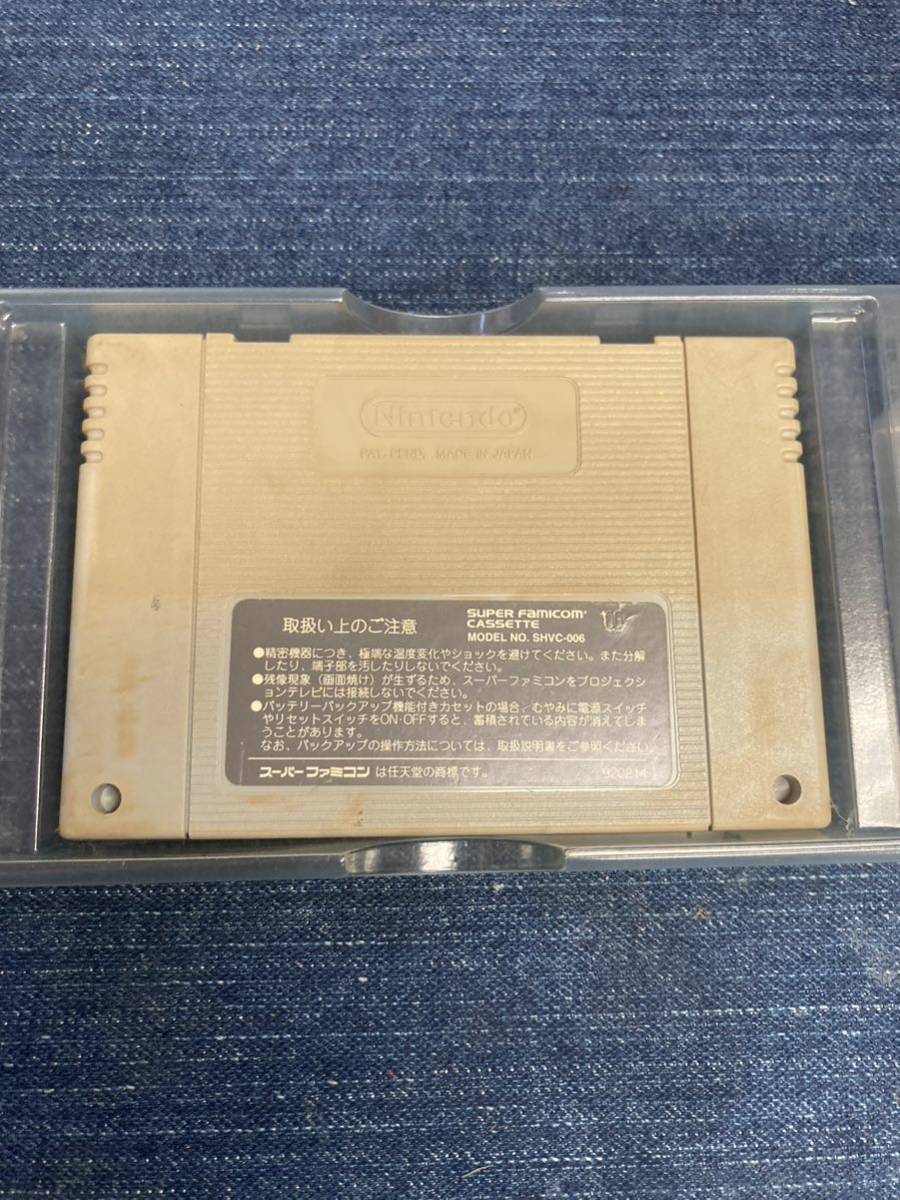 Nintendo®
PAT. PEND. MADE IN JAPAN
取扱い上のご注意
SUPER FAMICOM®
CASSETTE
MODEL NO. SHVC-006
●精密機器につき、極端な温度変化やショックを避けてください。また分解
したり、端子部を汚したりしないでください。
●残像現象（画面焼け）が生ずるため、スーパーファミコンをプロジェクシ
ョンテレビには接続しないでください。
●バッテリーバックアップ機能付きカセットの場合、むやみに電源スイッチ
やリセットスイッチをON・OFFすると、蓄積されている内容が消えてしま
うことがあります。
なお、バックアップの操作方法については、取扱説明書をご参照ください。
スーパーファミコン は任天堂の商標です。
920214